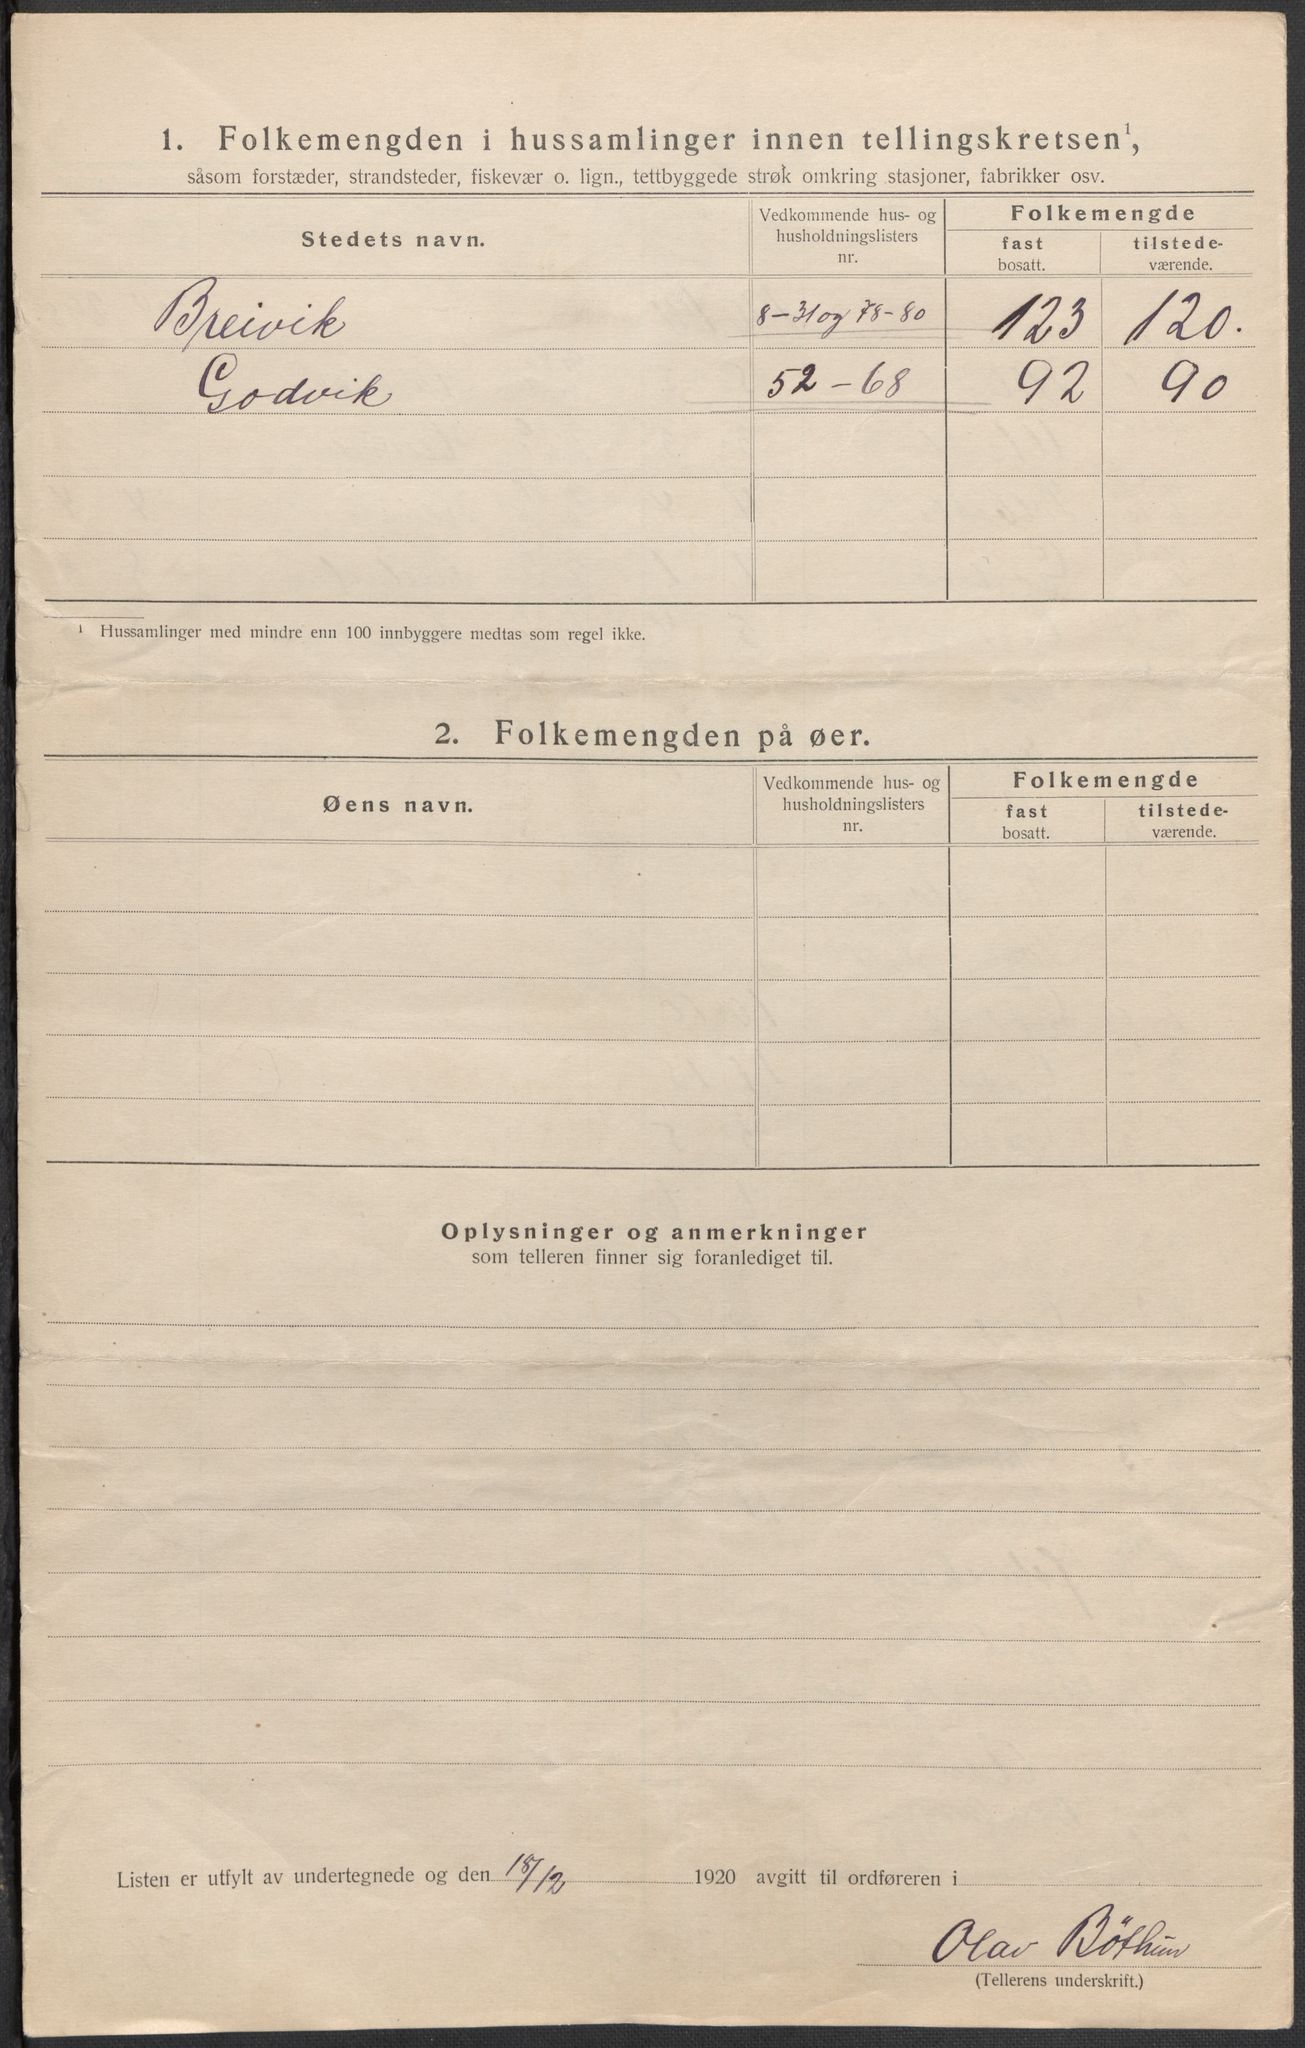 1. Folkemengden i hussamlinger innen tellingskretsen¹,
såsom forstæder, strandsteder, fiskevær o. lign., tettbyggede strøk omkring stasjoner, fabrikker osv.
Stedets navn.
Vedkommende hus- og
husholdningslisters
nr.
Folkemengde
fast
bosatt.
tilstede-
værende.
Breivik 8-31 og 78-80 123 120.
Godvik 52-68 92 90
¹ Hussamlinger med mindre enn 100 innbyggere medtas som regel ikke.
2. Folkemengden på øer.
Øens navn.
Vedkommende hus- og
husholdningslisters
nr.
Folkemengde
fast
bosatt.
tilstede-
værende.
Oplysninger og anmerkninger
som telleren finner sig foranlediget til.
Listen er utfylt av undertegnede og den 18/12 1920 avgitt til ordføreren i
Olav Böthun
(Tellerens underskrift.)